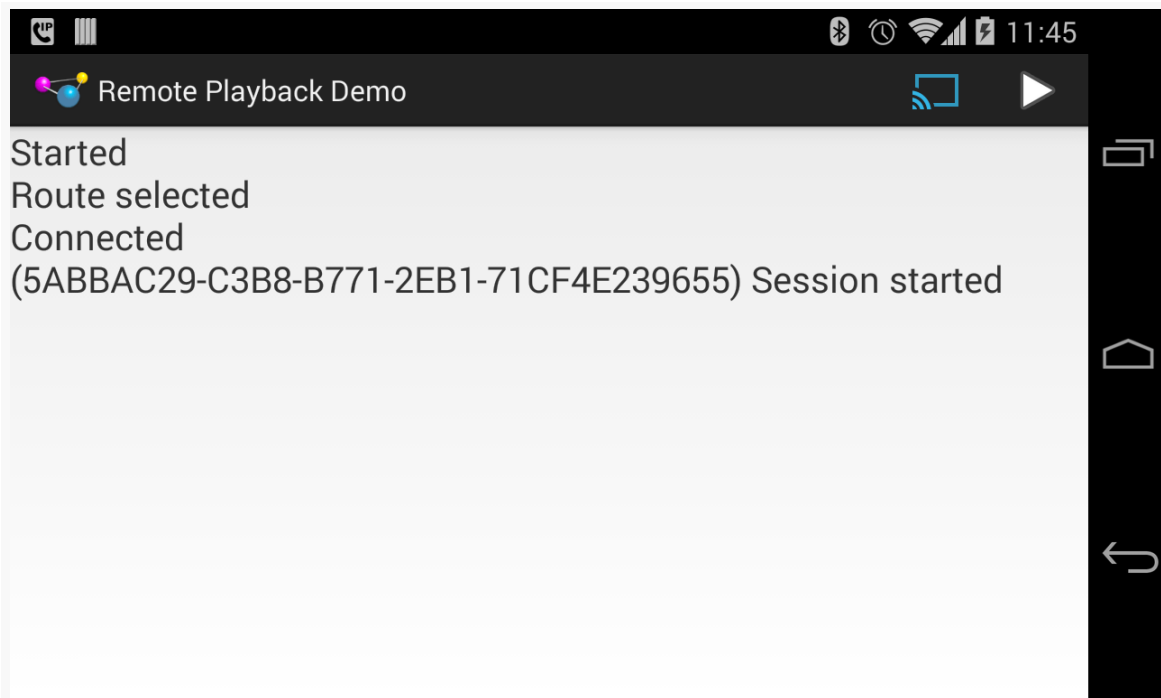 11:45
Remote Playback Demo
Started
Route selected
Connected
(5ABBAC29-C3B8-B771-2EB1-71CF4E239655) Session started